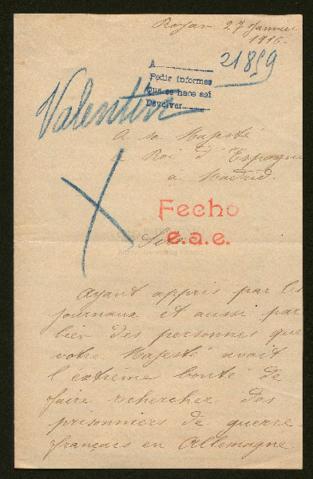 27 Janvier
1916.
A
21859
Pedir informes
que se hace así
Devolver
Valentin
A sa Majesté
Roi d'Espagne
à Madrid.
Fecho
Sire
e.a.e.
Ayant appris par les
journaux et aussi par
bien des personnes que
votre Majesté avait
l'extrême bonté de
faire rechercher des
prisonniers de guerre
français en Allemagne